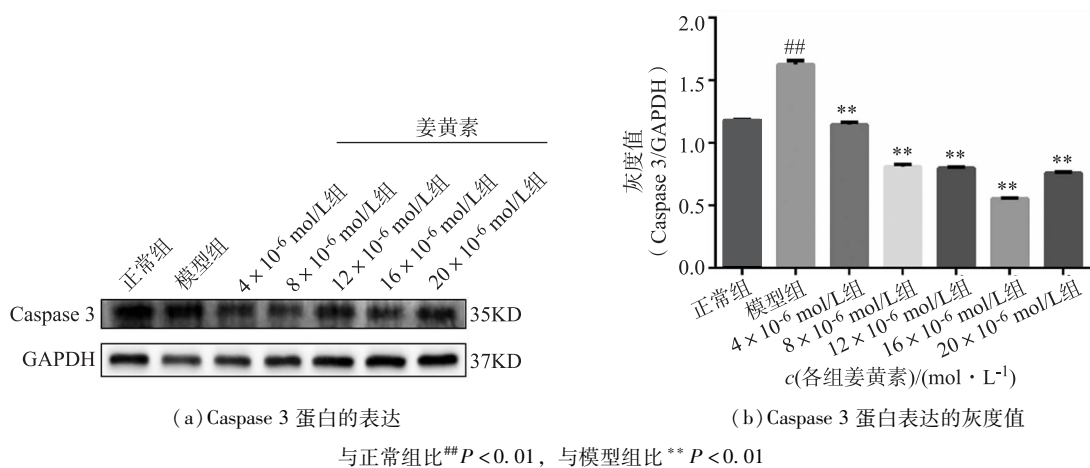 姜黄素
正常组
模型组
4×10⁻⁶ mol/L组
8×10⁻⁶ mol/L组
12×10⁻⁶ mol/L组
16×10⁻⁶ mol/L组
20×10⁻⁶ mol/L组
Caspase 3
35KD
GAPDH
37KD
(a)Caspase 3 蛋白的表达
灰度值
(Caspase 3/GAPDH)
2.0
1.5
1.0
0.5
0.0
##
**
**
**
**
**
正常组
模型组
4×10⁻⁶ mol/L组
8×10⁻⁶ mol/L组
12×10⁻⁶ mol/L组
16×10⁻⁶ mol/L组
20×10⁻⁶ mol/L组
c(各组姜黄素)/(mol·L⁻¹)
(b)Caspase 3 蛋白表达的灰度值
与正常组比##P<0.01，与模型组比**P<0.01